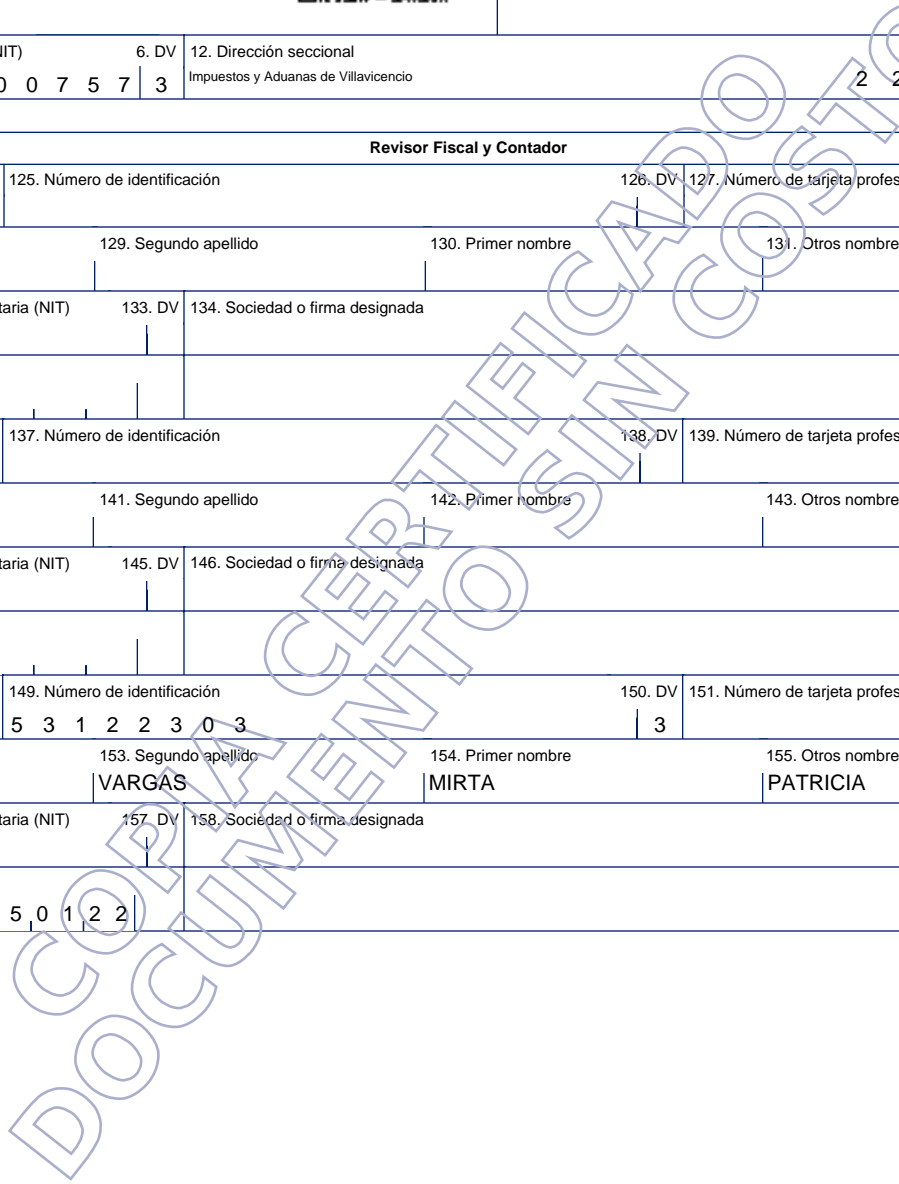 NIT) 6. DV 12. Dirección seccional
0 0 7 5 7 3 Impuestos y Aduanas de Villavicencio 2 2
Revisor Fiscal y Contador
125. Número de identificación 126. DV 127. Número de tarjeta profes
129. Segundo apellido 130. Primer nombre 131. Otros nombre
taria (NIT) 133. DV 134. Sociedad o firma designada
137. Número de identificación 138. DV 139. Número de tarjeta profes
141. Segundo apellido 142. Primer nombre 143. Otros nombre
taria (NIT) 145. DV 146. Sociedad o firma designada
149. Número de identificación 150. DV 151. Número de tarjeta profes
5 3 1 2 2 3 0 3 3
153. Segundo apellido 154. Primer nombre 155. Otros nombre
VARGAS MIRTA PATRICIA
taria (NIT) 157. DV 158. Sociedad o firma designada
5 0 1 2 2
COPIA CERTIFICADO
DOCUMENTO SIN COSTO